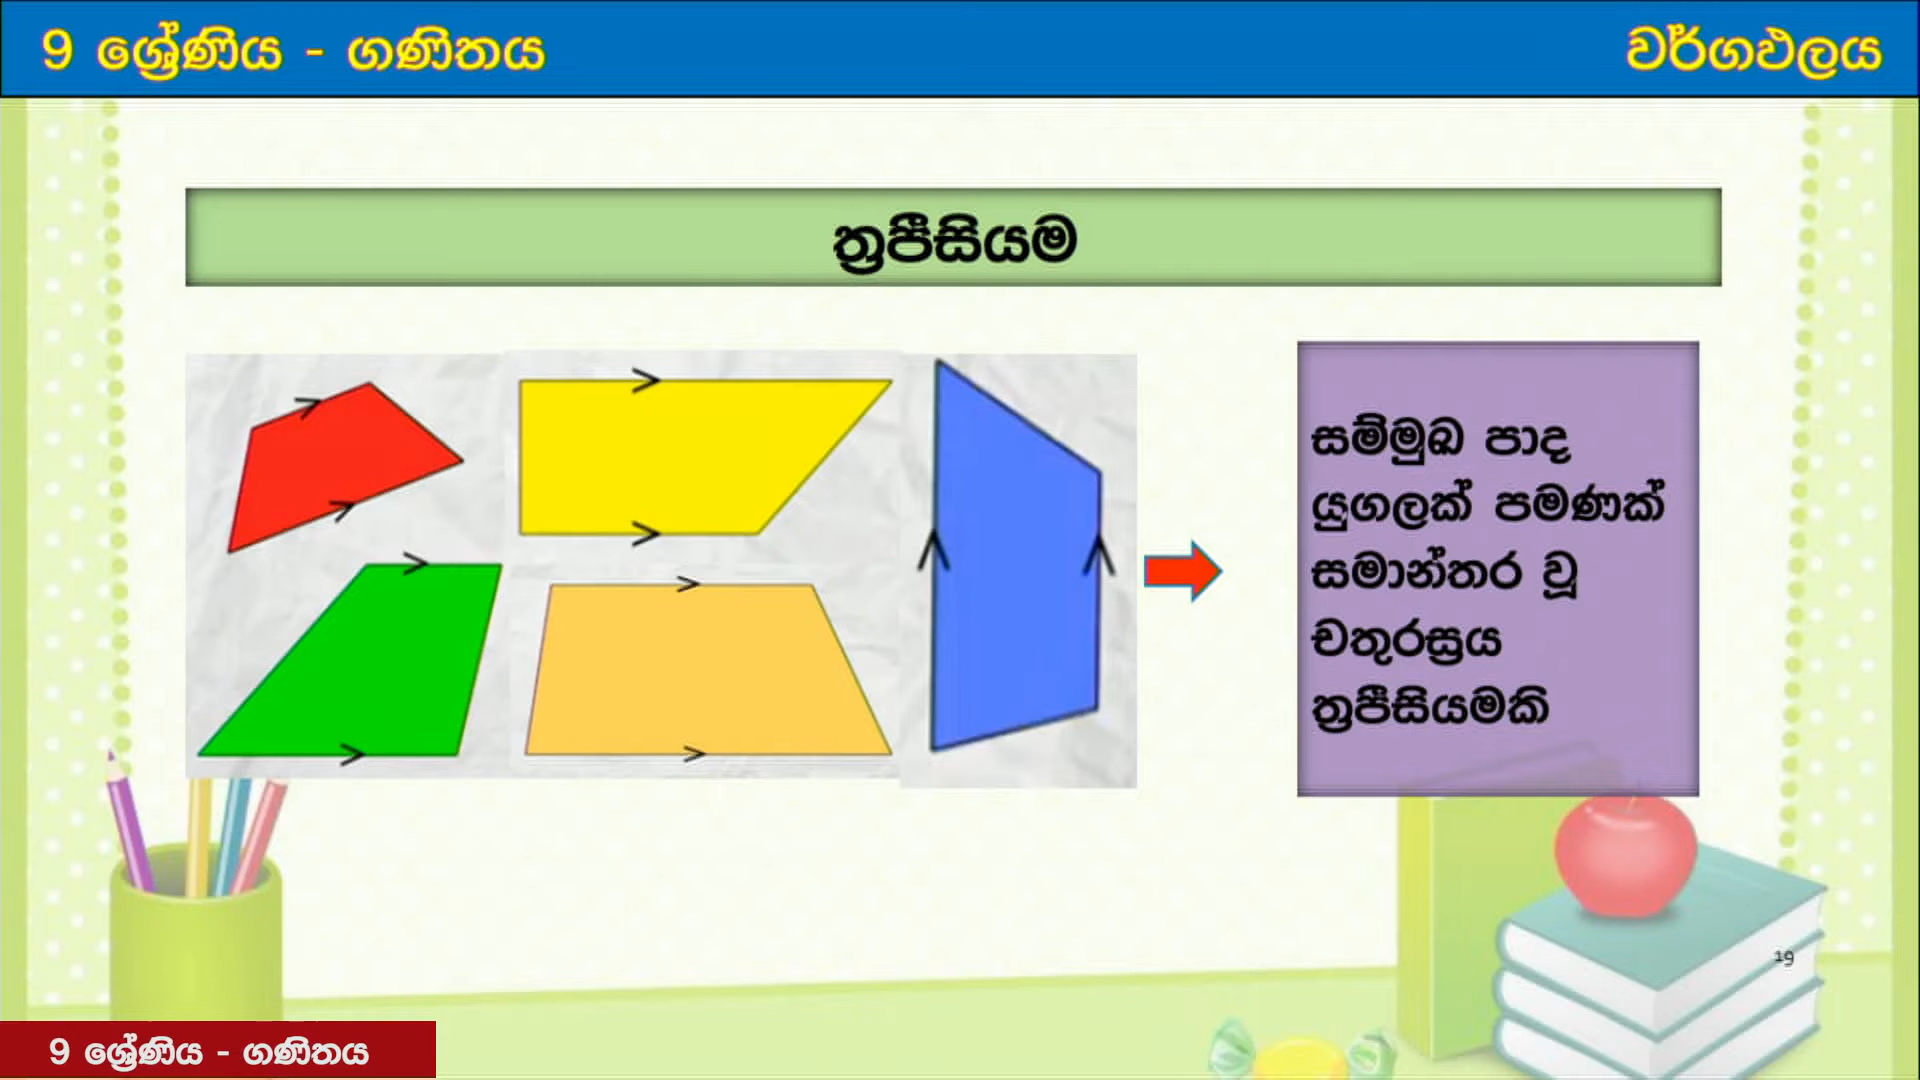 9 ශ්‍රේණිය - ගණිතය
වර්ගඵලය
ත්‍රපීසියම
සම්මුඛ පාද
යුගලක් පමණක්
සමාන්තර වූ
චතුරස්‍රය
ත්‍රපීසියමකි
19
9 ශ්‍රේණිය - ගණිතය